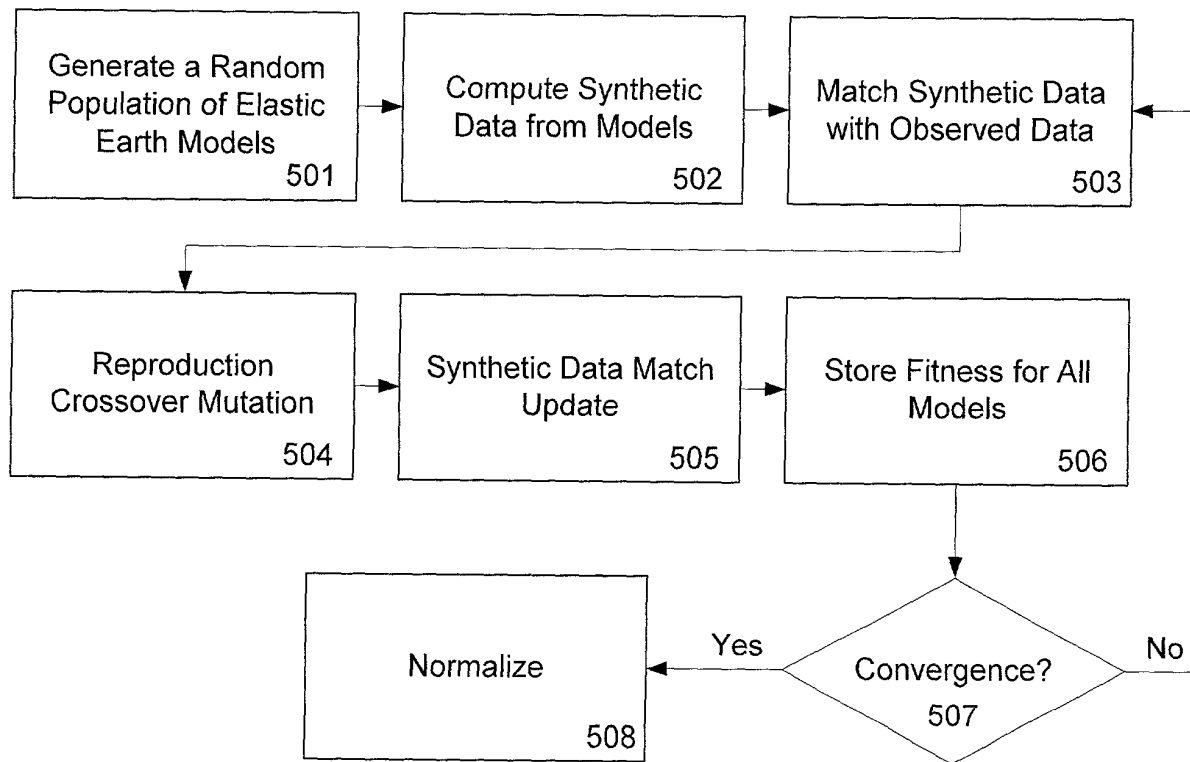 Generate a Random
Population of Elastic
Earth Models
501
Compute Synthetic
Data from Models
502
Match Synthetic Data
with Observed Data
503
Reproduction
Crossover Mutation
504
Synthetic Data Match
Update
505
Store Fitness for All
Models
506
Normalize
508
Yes
Convergence?
507
No